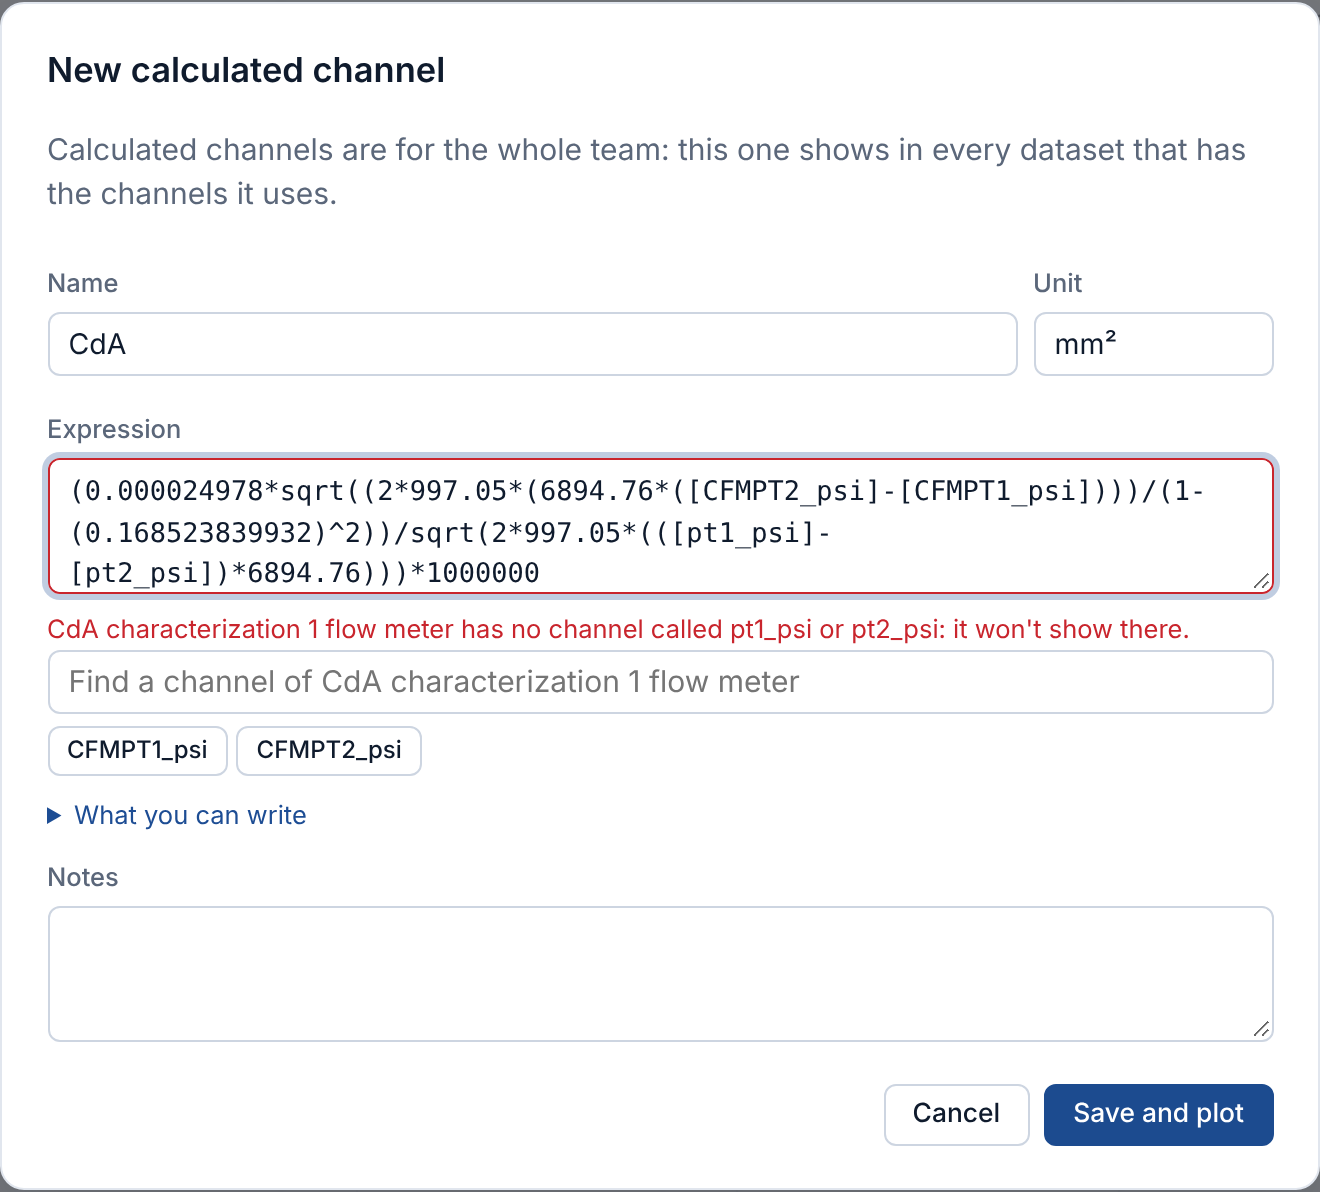 New calculated channel
Calculated channels are for the whole team: this one shows in every dataset that has
the channels it uses.
Name
Unit
CdA
mm²
Expression
(0.000024978*sqrt((2*997.05*(6894.76*([CFMPT2_psi]-[CFMPT1_psi])))/(1-
(0.168523839932)^2))/sqrt(2*997.05*(([pt1_psi]-
[pt2_psi])*6894.76)))*1000000
CdA characterization 1 flow meter has no channel called pt1_psi or pt2_psi: it won't show there.
Find a channel of CdA characterization 1 flow meter
CFMPT1_psi
CFMPT2_psi
What you can write
Notes
Cancel
Save and plot